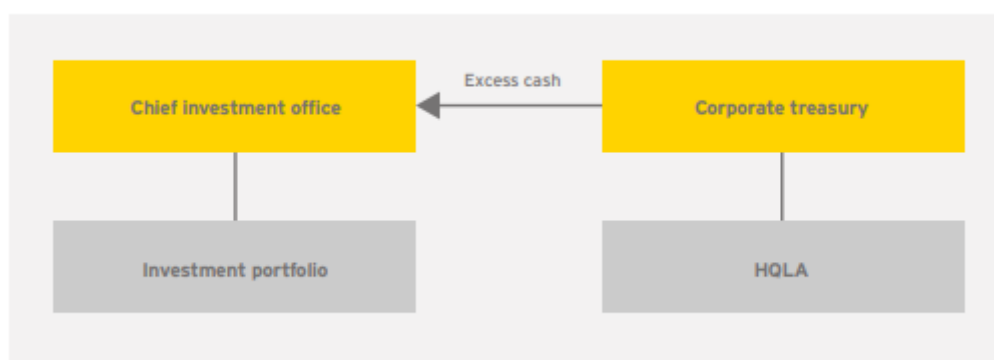 Excess cash
Chief investment office
Corporate treasury
Investment portfolio
HQLA